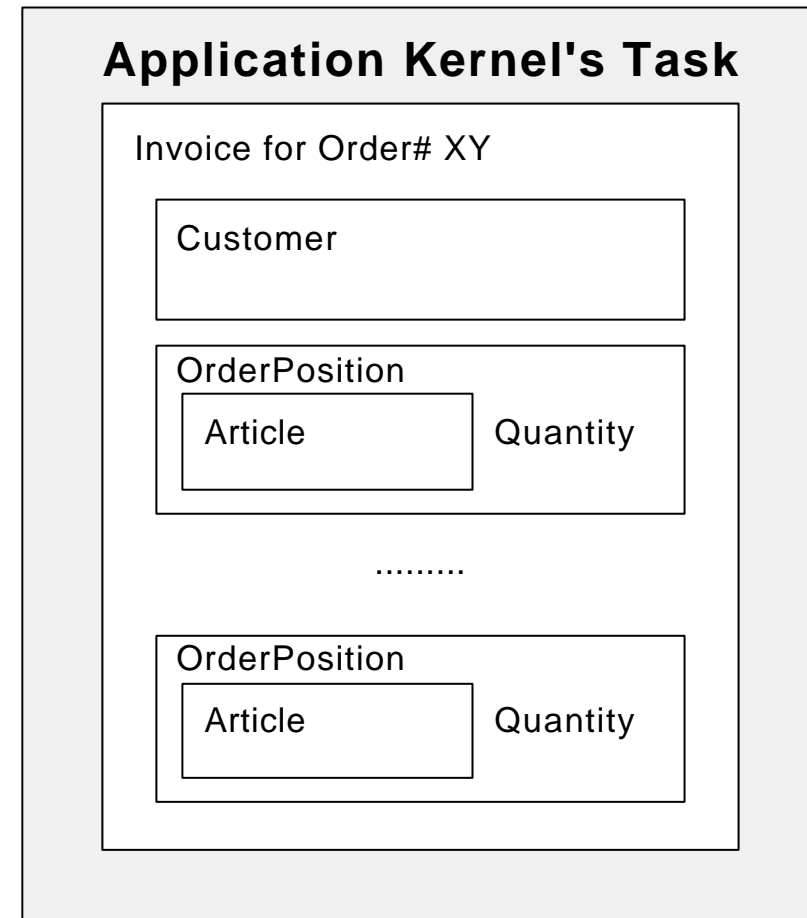 Application Kernel's Task
Invoice for Order# XY
Customer
OrderPosition
Article Quantity
.........
OrderPosition
Article Quantity